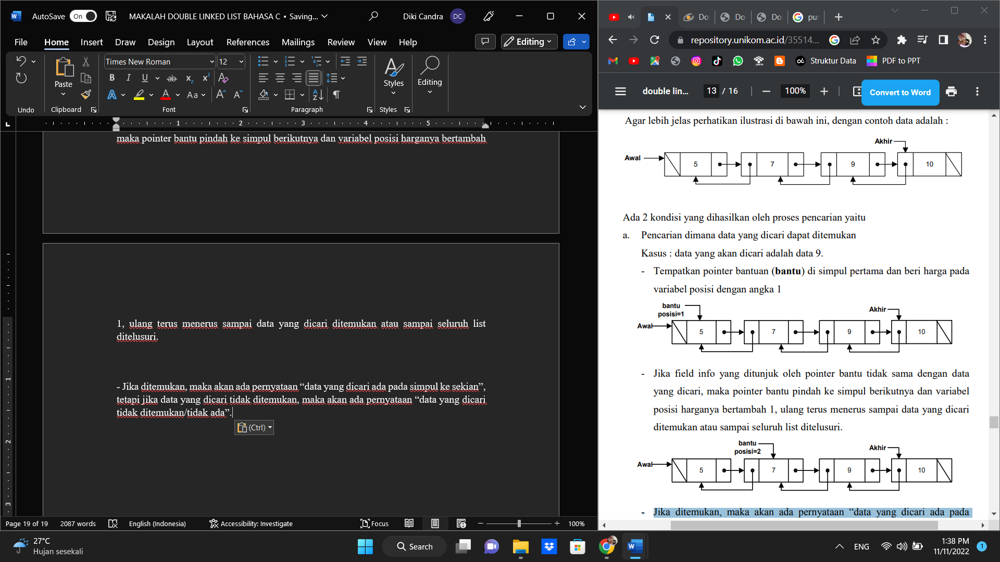 AutoSave On MAKALAH DOUBLE LINKED LIST BAHASA C • Saving... Diki Candra DC
File Home Insert Draw Design Layout References Mailings Review View Help Editing
Times New Roman 12
Paste Styles Editing
B I U ab x₂ x² A
A A Aa A A
Undo Clipboard Font Paragraph Styles
1 2 3 4 5
maka pointer bantu pindah ke simpul berikutnya dan variabel posisi harganya bertambah
1, ulang terus menerus sampai data yang dicari ditemukan atau sampai seluruh list
ditelusuri.
- Jika ditemukan, maka akan ada pernyataan “data yang dicari ada pada simpul ke sekian”,
tetapi jika data yang dicari tidak ditemukan, maka akan ada pernyataan “data yang dicari
tidak ditemukan/tidak ada”.
(Ctrl)
1
2
3
Page 19 of 19 2087 words English (Indonesia) Accessibility: Investigate Focus 100%
Do Do Do pu
repository.unikom.ac.id/35514...
Struktur Data PDF to PPT
double lin... 13 / 16 100% Convert to Word
Agar lebih jelas perhatikan ilustrasi di bawah ini, dengan contoh data adalah :
Akhir
Awal
5 7 9 10
Ada 2 kondisi yang dihasilkan oleh proses pencarian yaitu
a. Pencarian dimana data yang dicari dapat ditemukan
Kasus : data yang akan dicari adalah data 9.
- Tempatkan pointer bantuan (bantu) di simpul pertama dan beri harga pada
variabel posisi dengan angka 1
bantu
posisi=1 Akhir
Awal
5 7 9 10
- Jika field info yang ditunjuk oleh pointer bantu tidak sama dengan data
yang dicari, maka pointer bantu pindah ke simpul berikutnya dan variabel
posisi harganya bertambah 1, ulang terus menerus sampai data yang dicari
ditemukan atau sampai seluruh list ditelusuri.
bantu
posisi=2 Akhir
Awal
5 7 9 10
- Jika ditemukan, maka akan ada pernyataan “data yang dicari ada pada
27°C
Hujan sesekali
Search
ENG
1:38 PM
11/11/2022
1